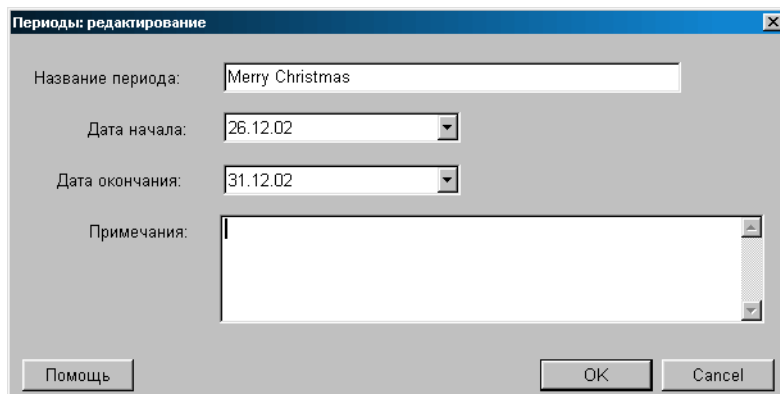 Периоды: редактирование
Название периода: Merry Christmas
Дата начала: 26.12.02
Дата окончания: 31.12.02
Примечания:
Помощь OK Cancel